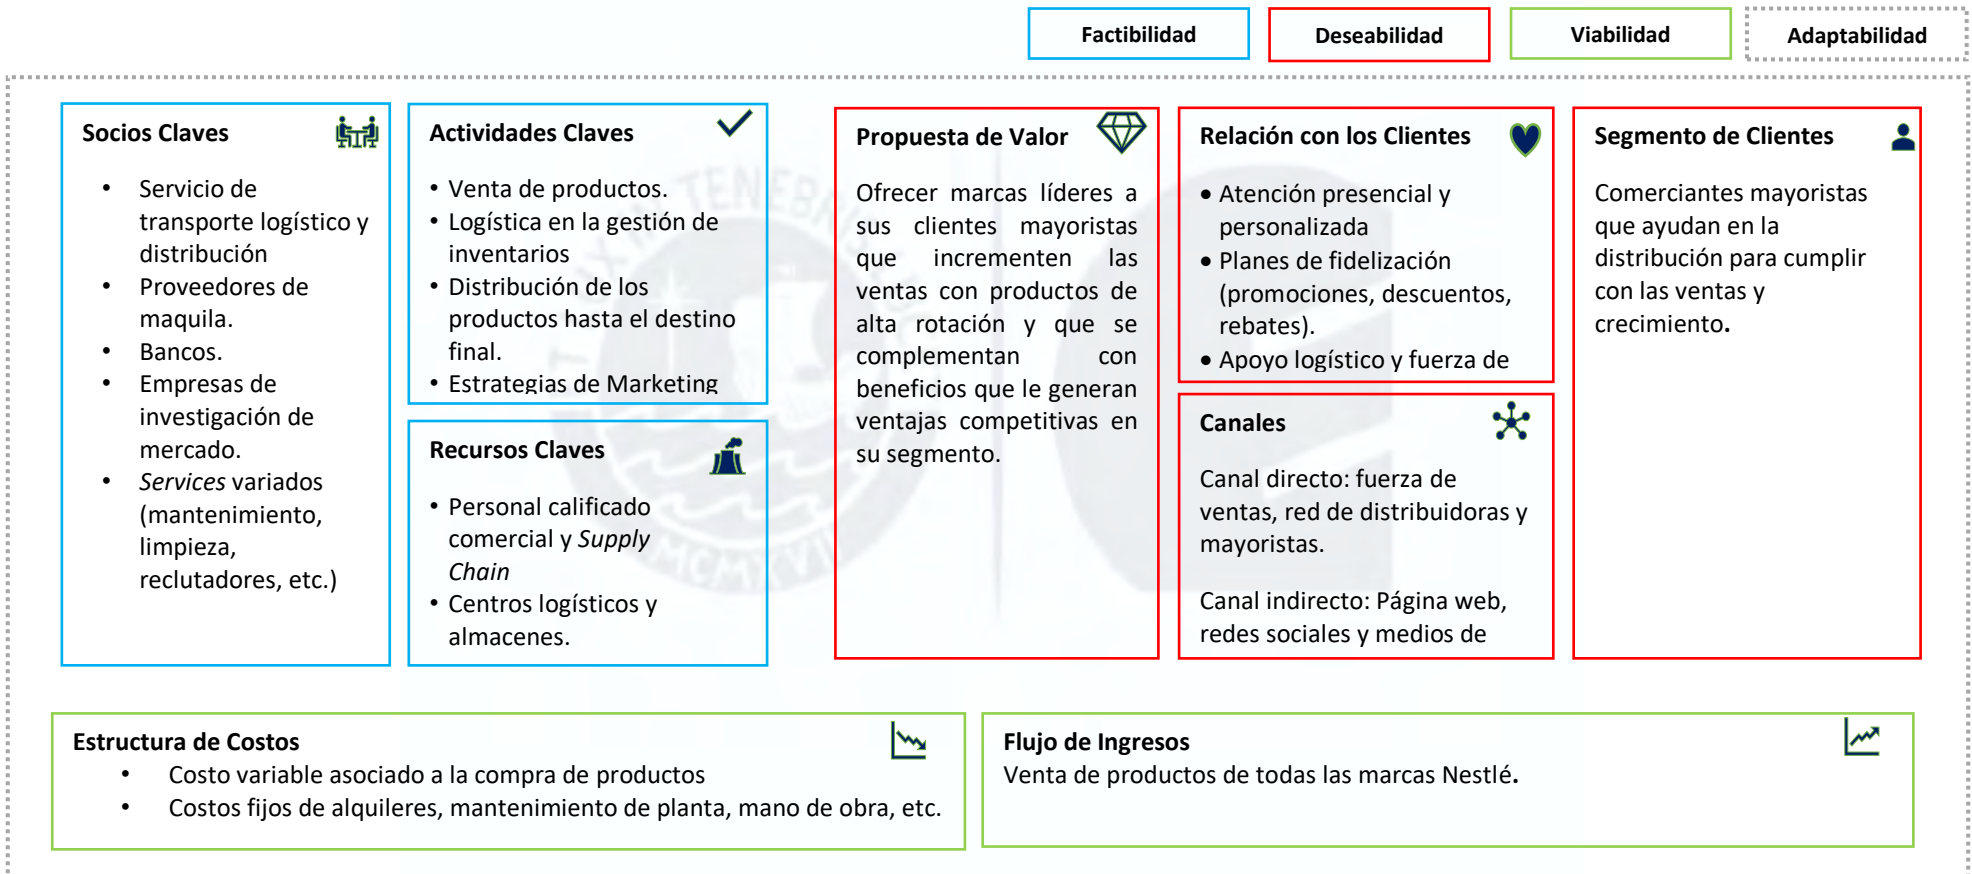 Factibilidad
Deseabilidad
Viabilidad
Adaptabilidad
Socios Claves
• Servicio de
transporte logístico y
distribución
• Proveedores de
maquila.
• Bancos.
• Empresas de
investigación de
mercado.
• Services variados
(mantenimiento,
limpieza,
reclutadores, etc.)
Actividades Claves
• Venta de productos.
• Logística en la gestión de
inventarios
• Distribución de los
productos hasta el destino
final.
• Estrategias de Marketing
Recursos Claves
• Personal calificado
comercial y Supply
Chain
• Centros logísticos y
almacenes.
Propuesta de Valor
Ofrecer marcas líderes a
sus clientes mayoristas
que incrementen las
ventas con productos de
alta rotación y que se
complementan con
beneficios que le generan
ventajas competitivas en
su segmento.
Relación con los Clientes
• Atención presencial y
personalizada
• Planes de fidelización
(promociones, descuentos,
rebates).
• Apoyo logístico y fuerza de
Canales
Canal directo: fuerza de
ventas, red de distribuidoras y
mayoristas.
Canal indirecto: Página web,
redes sociales y medios de
Segmento de Clientes
Comerciantes mayoristas
que ayudan en la
distribución para cumplir
con las ventas y
crecimiento.
Estructura de Costos
• Costo variable asociado a la compra de productos
• Costos fijos de alquileres, mantenimiento de planta, mano de obra, etc.
Flujo de Ingresos
Venta de productos de todas las marcas Nestlé.
TENEBRIS
MCMXVII